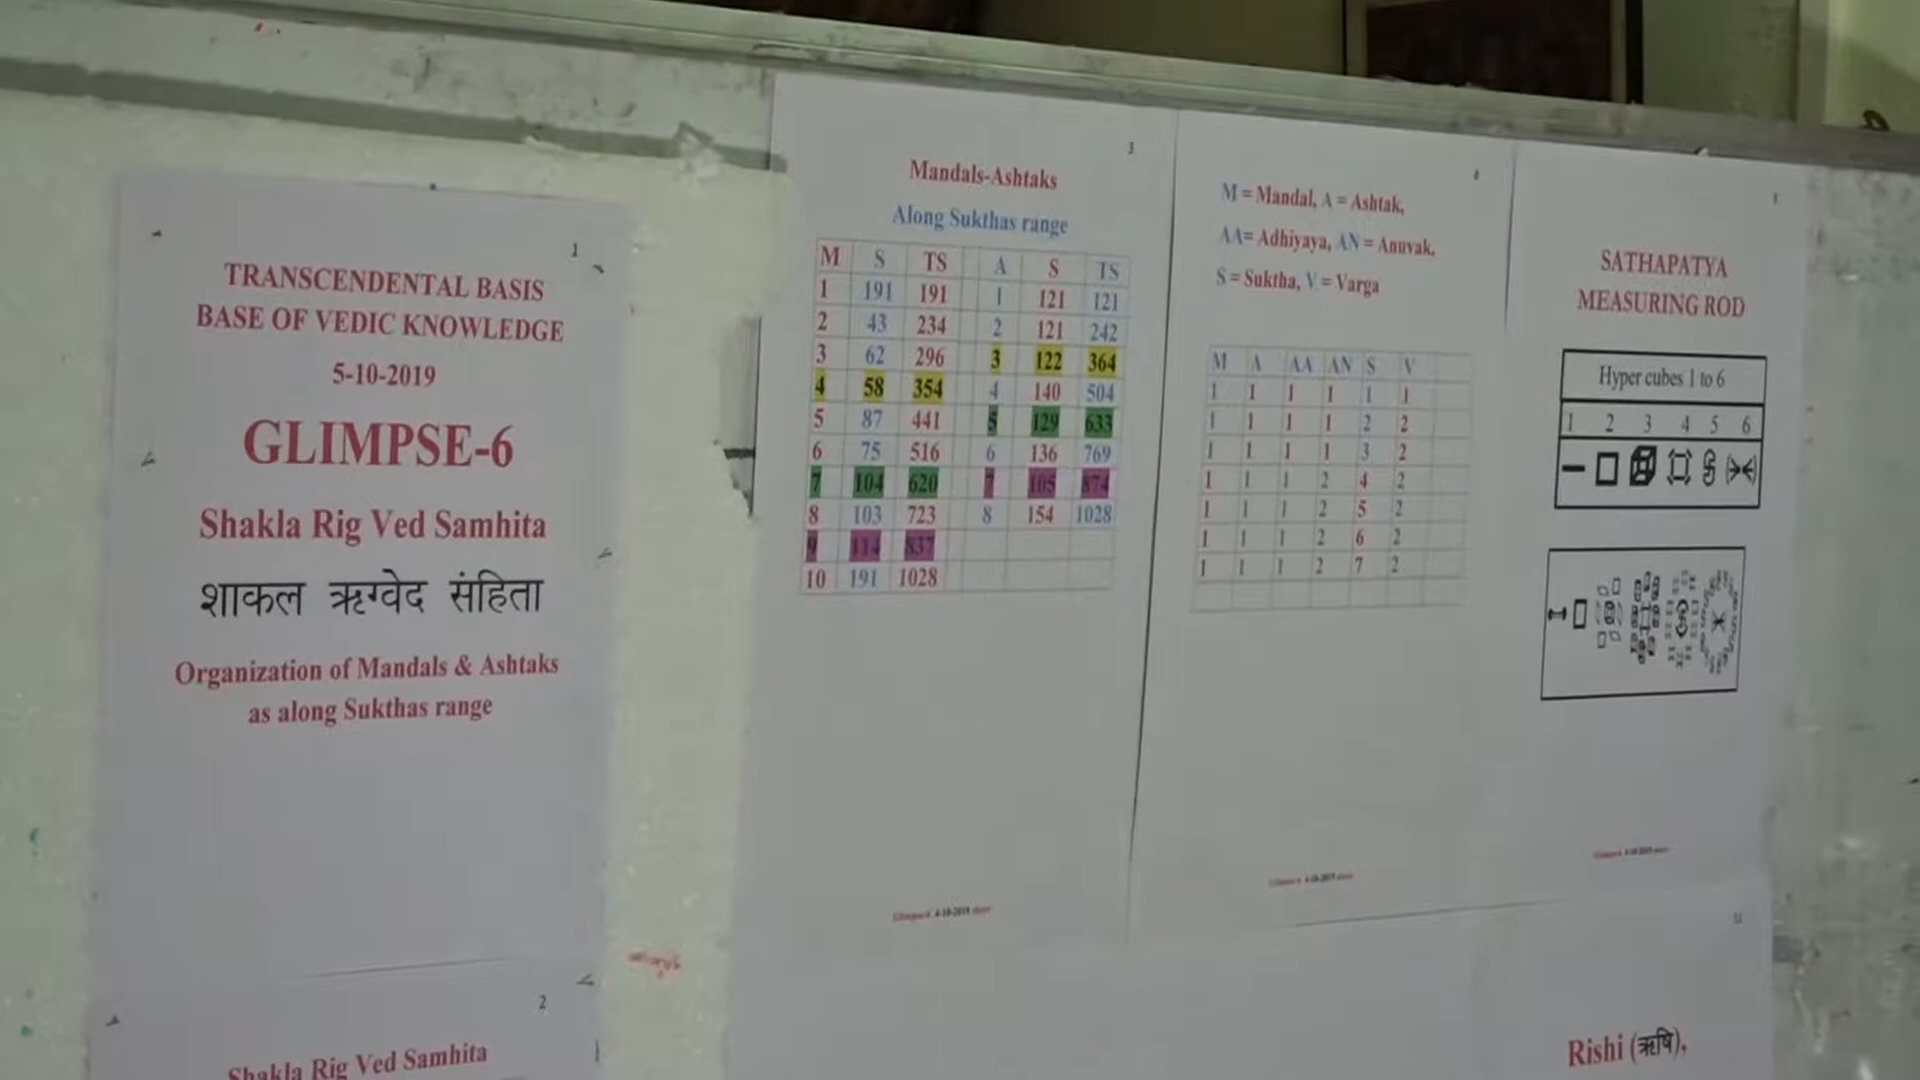 1
TRANSCENDENTAL BASIS
BASE OF VEDIC KNOWLEDGE
5-10-2019
GLIMPSE-6
Shakla Rig Ved Samhita
शाकल ऋग्वेद संहिता
Organization of Mandals & Ashtaks
as along Sukthas range
2
Shakla Rig Ved Samhita
3
Mandals-Ashtaks
Along Sukthas range
M S TS A S TS
1 191 191 1 121 121
2 43 234 2 121 242
3 62 296 3 122 364
4 58 354 4 140 504
5 87 441 5 129 633
6 75 516 6 136 769
7 104 620 7 105 874
8 103 723 8 154 1028
9 114 837
10 191 1028
4
M = Mandal, A = Ashtak,
AA= Adhiyaya, AN = Anuvak,
S = Suktha, V = Varga
M A AA AN S V
1 1 1 1 1 1
1 1 1 1 2 2
1 1 1 1 3 2
1 1 1 2 4 2
1 1 1 2 5 2
1 1 1 2 6 2
1 1 1 2 7 2
SATHAPATYA
MEASURING ROD
Hyper cubes 1 to 6
1 2 3 4 5 6
Rishi (ऋषि),